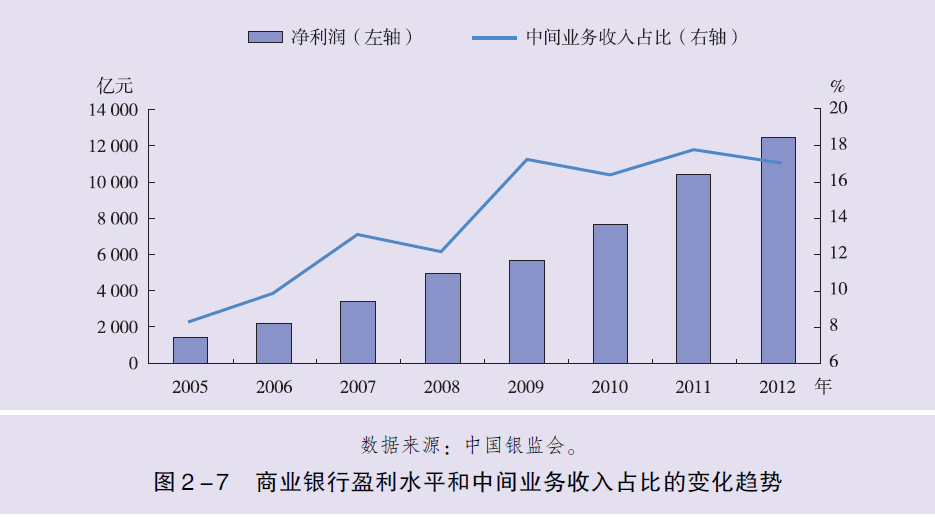 净利润（左轴） 中间业务收入占比（右轴）
亿元 %
14 000 20
12 000 18
10 000 16
8 000 14
6 000 12
4 000 10
2 000 8
0 6
2005 2006 2007 2008 2009 2010 2011 2012 年
数据来源：中国银监会。
图 2－7 商业银行盈利水平和中间业务收入占比的变化趋势